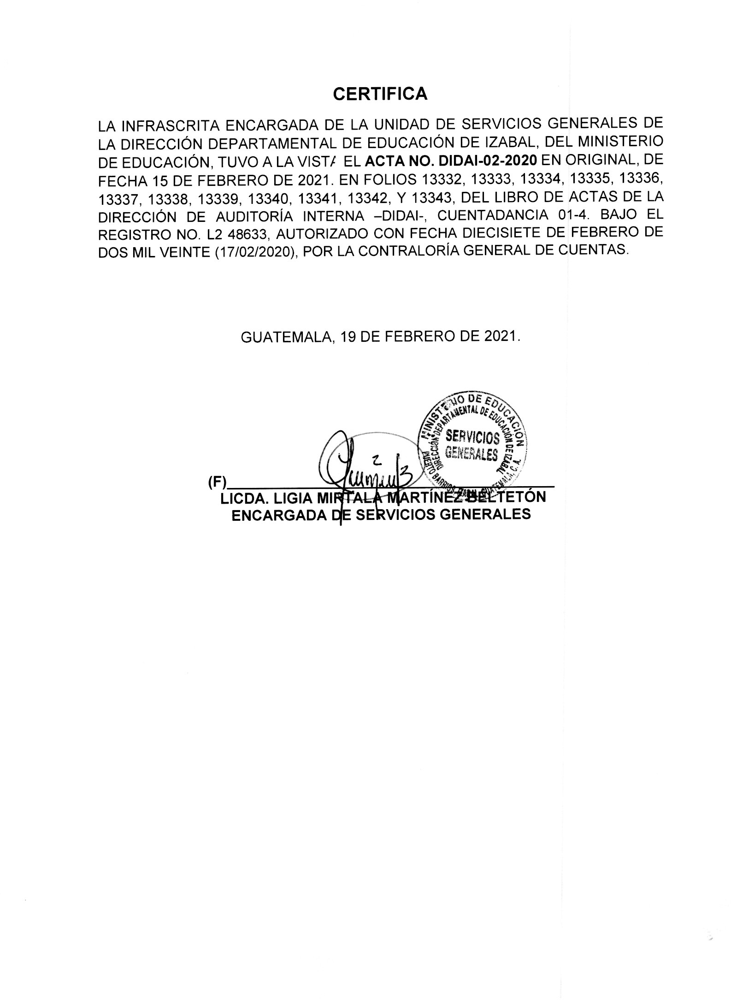 CERTIFICA
LA INFRASCRITA ENCARGADA DE LA UNIDAD DE SERVICIOS GENERALES DE
LA DIRECCIÓN DEPARTAMENTAL DE EDUCACIÓN DE IZABAL, DEL MINISTERIO
DE EDUCACIÓN, TUVO A LA VISTA EL ACTA NO. DIDAI-02-2020 EN ORIGINAL, DE
FECHA 15 DE FEBRERO DE 2021. EN FOLIOS 13332, 13333, 13334, 13335, 13336,
13337, 13338, 13339, 13340, 13341, 13342, Y 13343, DEL LIBRO DE ACTAS DE LA
DIRECCIÓN DE AUDITORÍA INTERNA –DIDAI-, CUENTADANCIA 01-4. BAJO EL
REGISTRO NO. L2 48633, AUTORIZADO CON FECHA DIECISIETE DE FEBRERO DE
DOS MIL VEINTE (17/02/2020), POR LA CONTRALORÍA GENERAL DE CUENTAS.
GUATEMALA, 19 DE FEBRERO DE 2021.
MINISTERIO DE EDUCACIÓN
DIRECCIÓN DEPARTAMENTAL DE EDUCACIÓN DE IZABAL
SERVICIOS
GENERALES
PUERTO BARRIOS, IZABAL, GUATEMALA, C. A.
(F)
LICDA. LIGIA MIRTALA MARTÍNEZ BELTETÓN
ENCARGADA DE SERVICIOS GENERALES